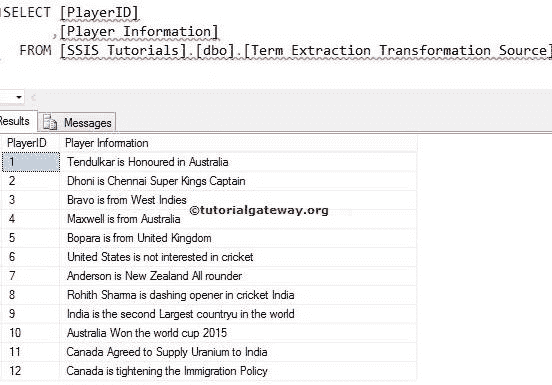 SELECT [PlayerID]
,[Player Information]
FROM [SSIS Tutorials].[dbo].[Term Extraction Transformation Source]
Results Messages
PlayerID Player Information
1 Tendulkar is Honoured in Australia
2 Dhoni is Chennai Super Kings Captain
3 Bravo is from West Indies
©tutorialgateway.org
4 Maxwell is from Australia
5 Bopara is from United Kingdom
6 United States is not interested in cricket
7 Anderson is New Zealand All rounder
8 Rohith Sharma is dashing opener in cricket India
9 India is the second Largest countryu in the world
10 Australia Won the world cup 2015
11 Canada Agreed to Supply Uranium to India
12 Canada is tightening the Immigration Policy